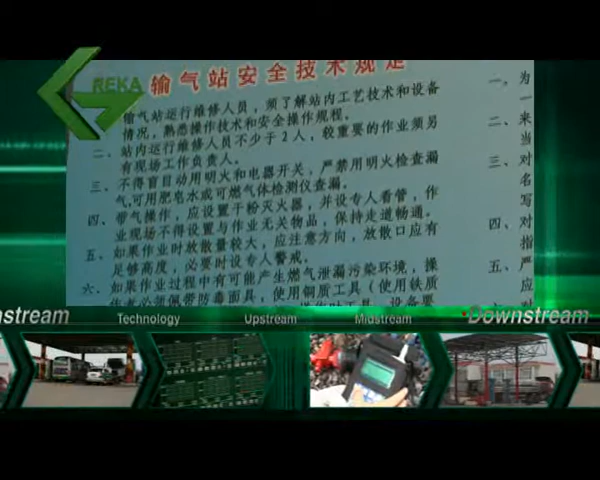 REKA
输气站安全技术规定
输气站运行维修人员，须了解站内工艺技术和设备
情况，熟悉操作技术和安全操作规程。
二、站内运行维修人员不少于2人，较重要的作业须另
有现场工作负责人。
三、不得盲目动用明火和电器开关，严禁用明火检查漏
气，可用肥皂水或可燃气体检测仪查漏。
四、带气操作，应设置干粉灭火器，并设专人看管，作
业现场不得设置与作业无关物品，保持走道畅通。
五、如果作业时放散量较大，应注意方向，放散口应有
足够高度，必要时设专人警戒。
六、如果作业过程中有可能产生燃气泄漏污染环境，操
作者必须佩带防毒面具，使用铜质工具（使用铁质
一、为
一
二、来
当
三、对
名
写
四、对
指
五、严
应
nstream
Technology
Upstream
Midstream
Downstream